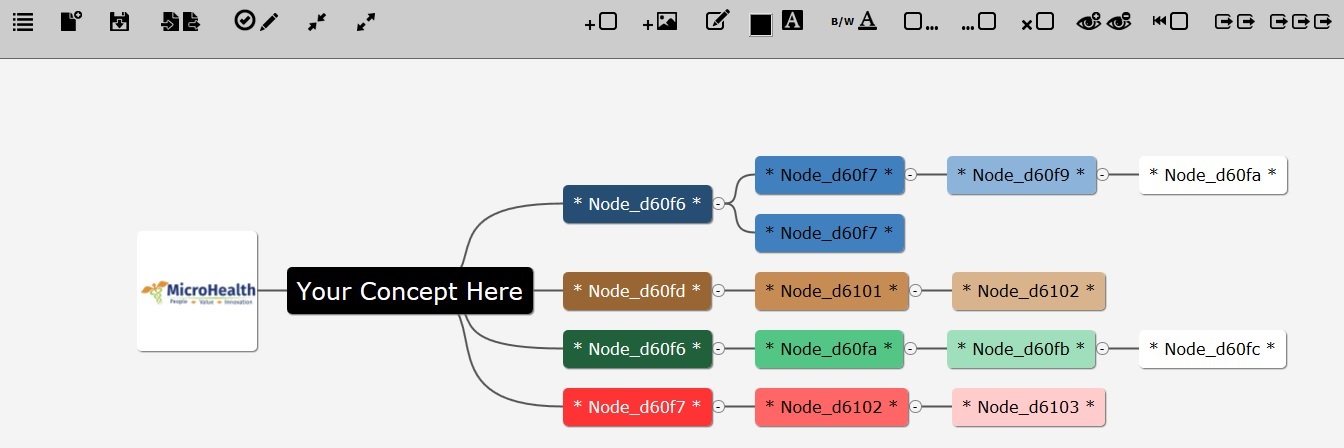 A
B/W A
* Node_d60f7 *
* Node_d60f9 *
* Node_d60fa *
* Node_d60f6 *
* Node_d60f7 *
MicroHealth
People Value Innovation
Your Concept Here
* Node_d60fd *
* Node_d6101 *
* Node_d6102 *
* Node_d60f6 *
* Node_d60fa *
* Node_d60fb *
* Node_d60fc *
* Node_d60f7 *
* Node_d6102 *
* Node_d6103 *